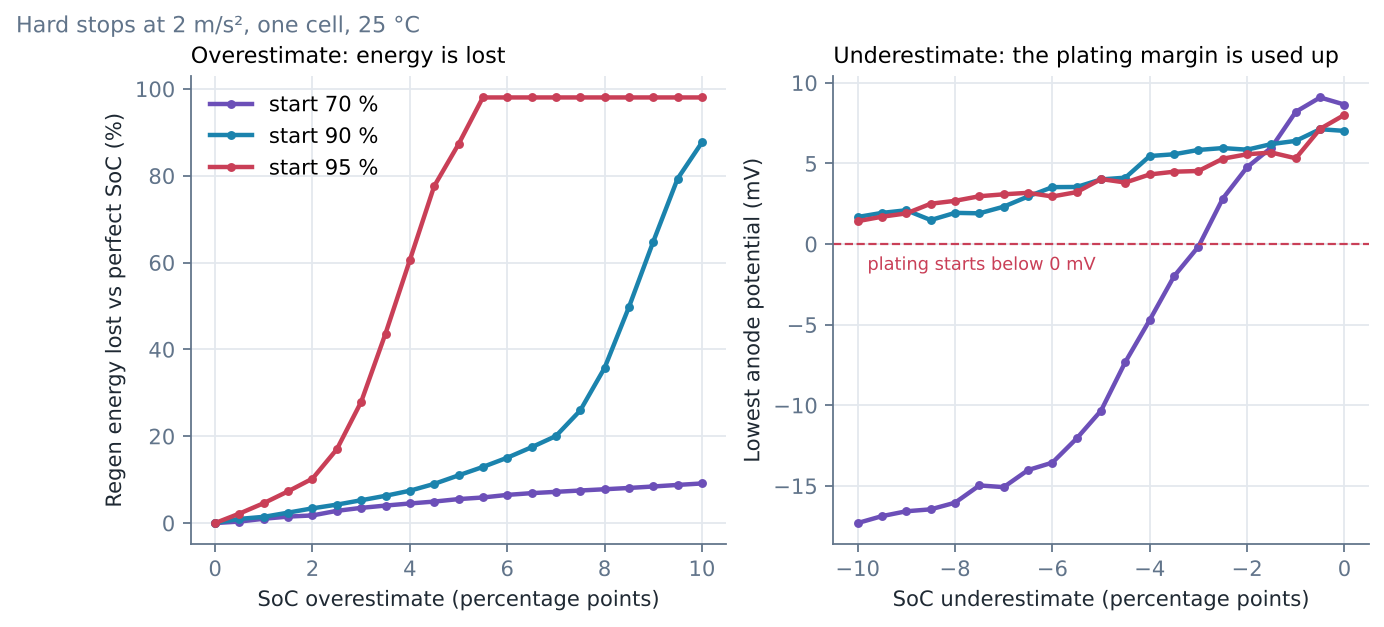 Hard stops at 2 m/s², one cell, 25 °C
Overestimate: energy is lost
Regen energy lost vs perfect SoC (%)
100
80
60
40
20
0
start 70 %
start 90 %
start 95 %
0 2 4 6 8 10
SoC overestimate (percentage points)
Underestimate: the plating margin is used up
Lowest anode potential (mV)
10
5
0
−5
−10
−15
plating starts below 0 mV
−10 −8 −6 −4 −2 0
SoC underestimate (percentage points)